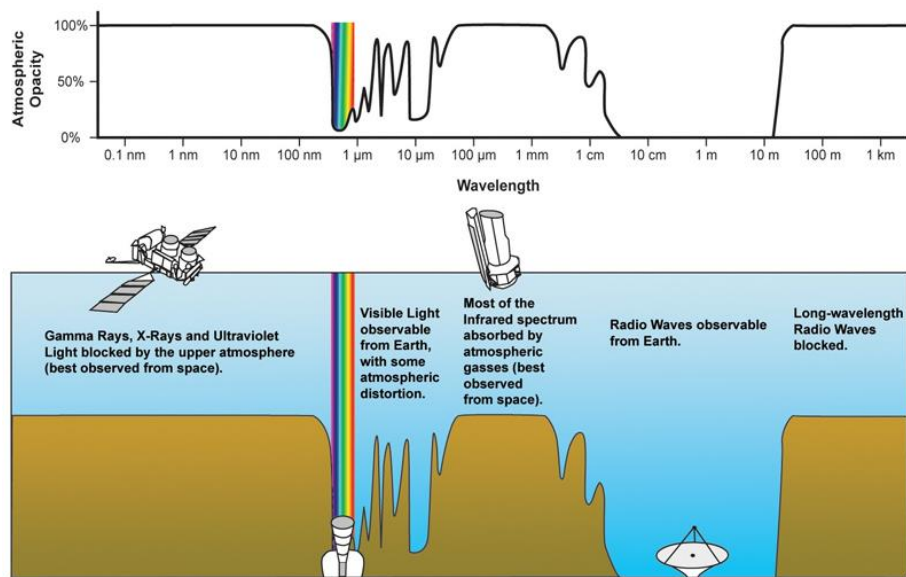 100%
Atmospheric
Opacity
50%
0%
0.1 nm 1 nm 10 nm 100 nm 1 μm 10 μm 100 μm 1 mm 1 cm 10 cm 1 m 10 m 100 m 1 km
Wavelength
Gamma Rays, X-Rays and Ultraviolet
Light blocked by the upper atmosphere
(best observed from space).
Visible Light
observable
from Earth,
with some
atmospheric
distortion.
Most of the
Infrared spectrum
absorbed by
atmospheric
gasses (best
observed
from space).
Radio Waves observable
from Earth.
Long-wavelength
Radio Waves
blocked.